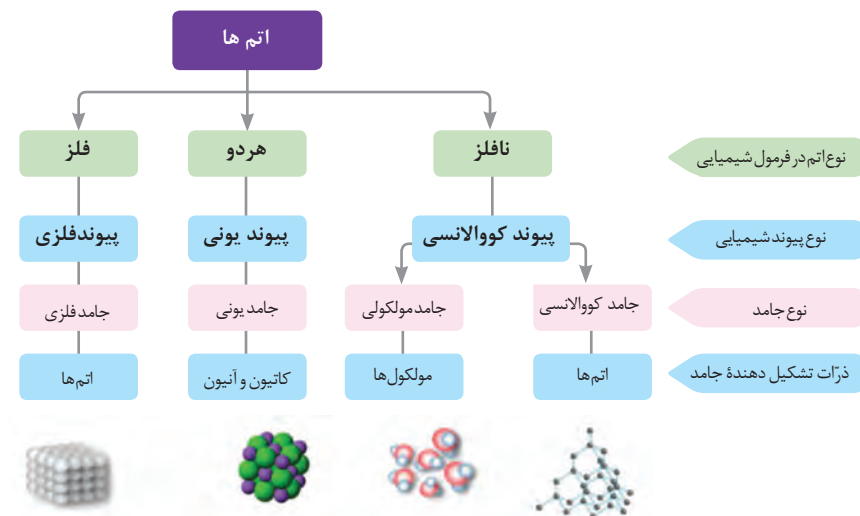 اتم ها
نوع اتم در فرمول شیمیایی
نافلز
هردو
فلز
نوع پیوند شیمیایی
پیوند کووالانسی
پیوند یونی
پیوند فلزی
نوع جامد
جامد کووالانسی
جامد مولکولی
جامد یونی
جامد فلزی
ذرّات تشکیل دهندهٔ جامد
اتم‌ها
مولکول‌ها
کاتیون و آنیون
اتم‌ها